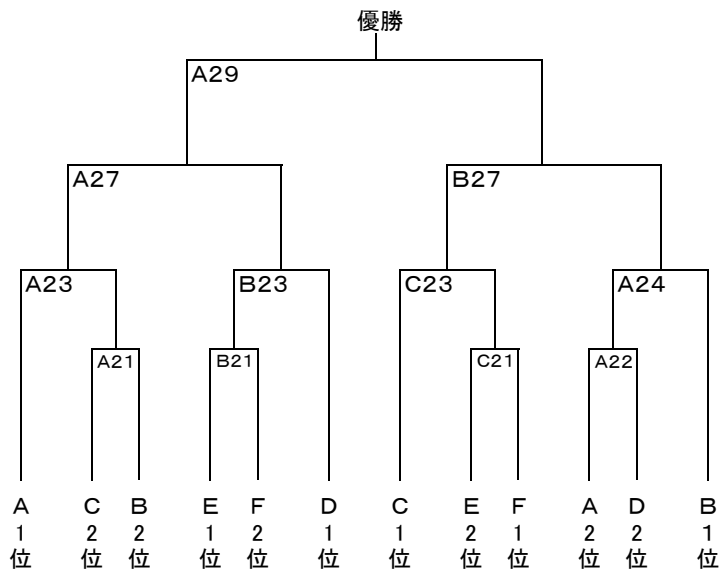 優勝
A29
A27 B27
A23 B23 C23 A24
A21 B21 C21 A22
A C B E F D C E F A D B
1 2 2 1 2 1 1 2 1 2 2 1
位 位 位 位 位 位 位 位 位 位 位 位